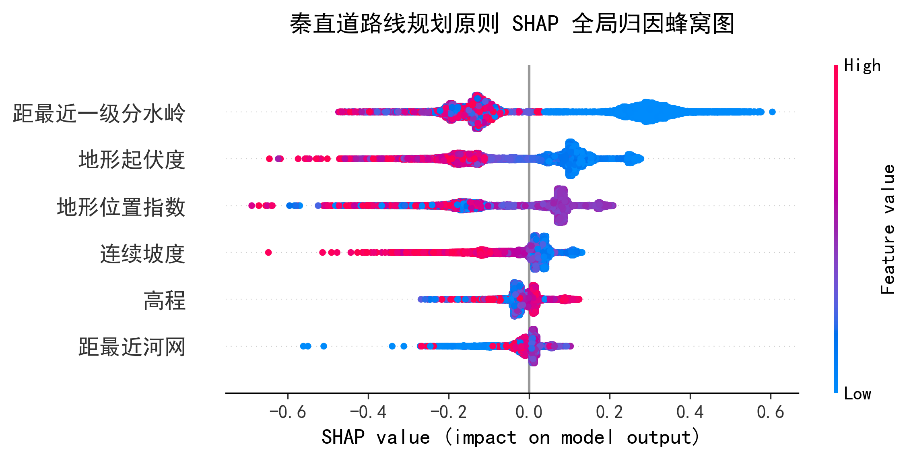 秦直道路线规划原则 SHAP 全局归因蜂窝图
High
距最近一级分水岭
地形起伏度
地形位置指数
连续坡度
高程
距最近河网
Feature value
Low
-0.6 -0.4 -0.2 0.0 0.2 0.4 0.6
SHAP value (impact on model output)